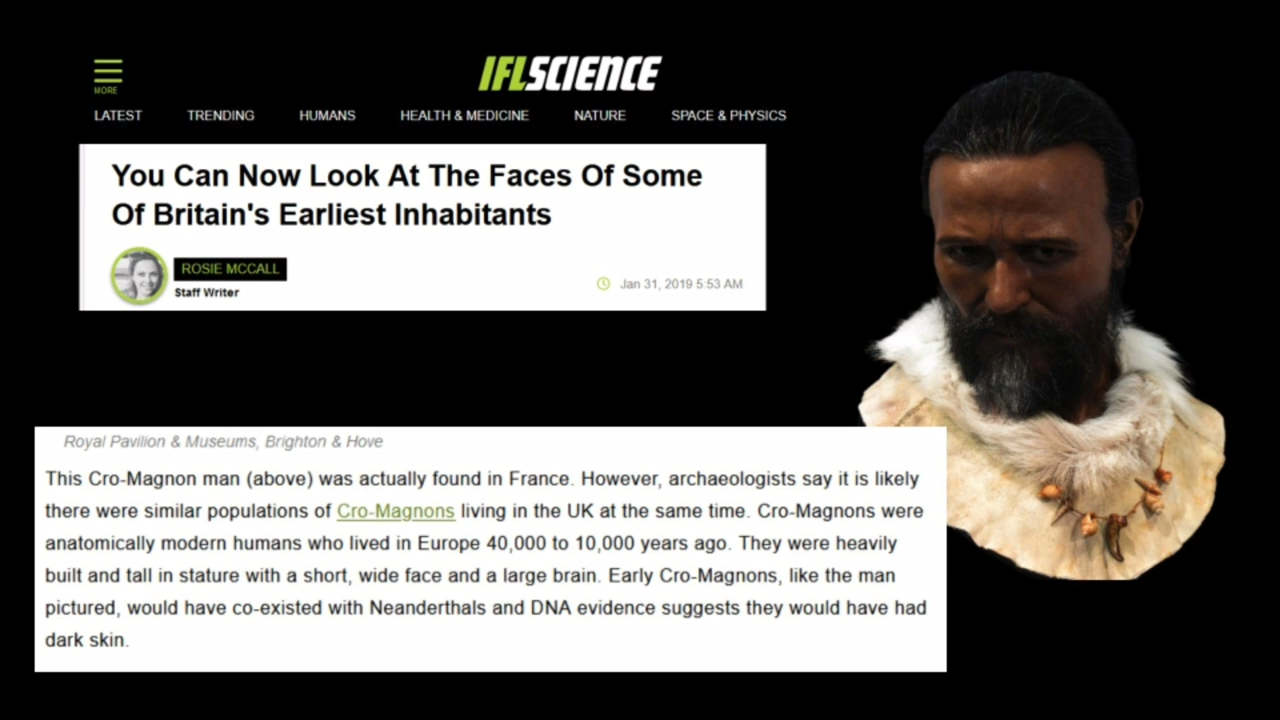 IFLSCIENCE
MORE
LATEST TRENDING HUMANS HEALTH & MEDICINE NATURE SPACE & PHYSICS
You Can Now Look At The Faces Of Some
Of Britain's Earliest Inhabitants
ROSIE MCCALL
Staff Writer
Jan 31, 2019 5:53 AM
Royal Pavilion & Museums, Brighton & Hove
This Cro-Magnon man (above) was actually found in France. However, archaeologists say it is likely
there were similar populations of Cro-Magnons living in the UK at the same time. Cro-Magnons were
anatomically modern humans who lived in Europe 40,000 to 10,000 years ago. They were heavily
built and tall in stature with a short, wide face and a large brain. Early Cro-Magnons, like the man
pictured, would have co-existed with Neanderthals and DNA evidence suggests they would have had
dark skin.